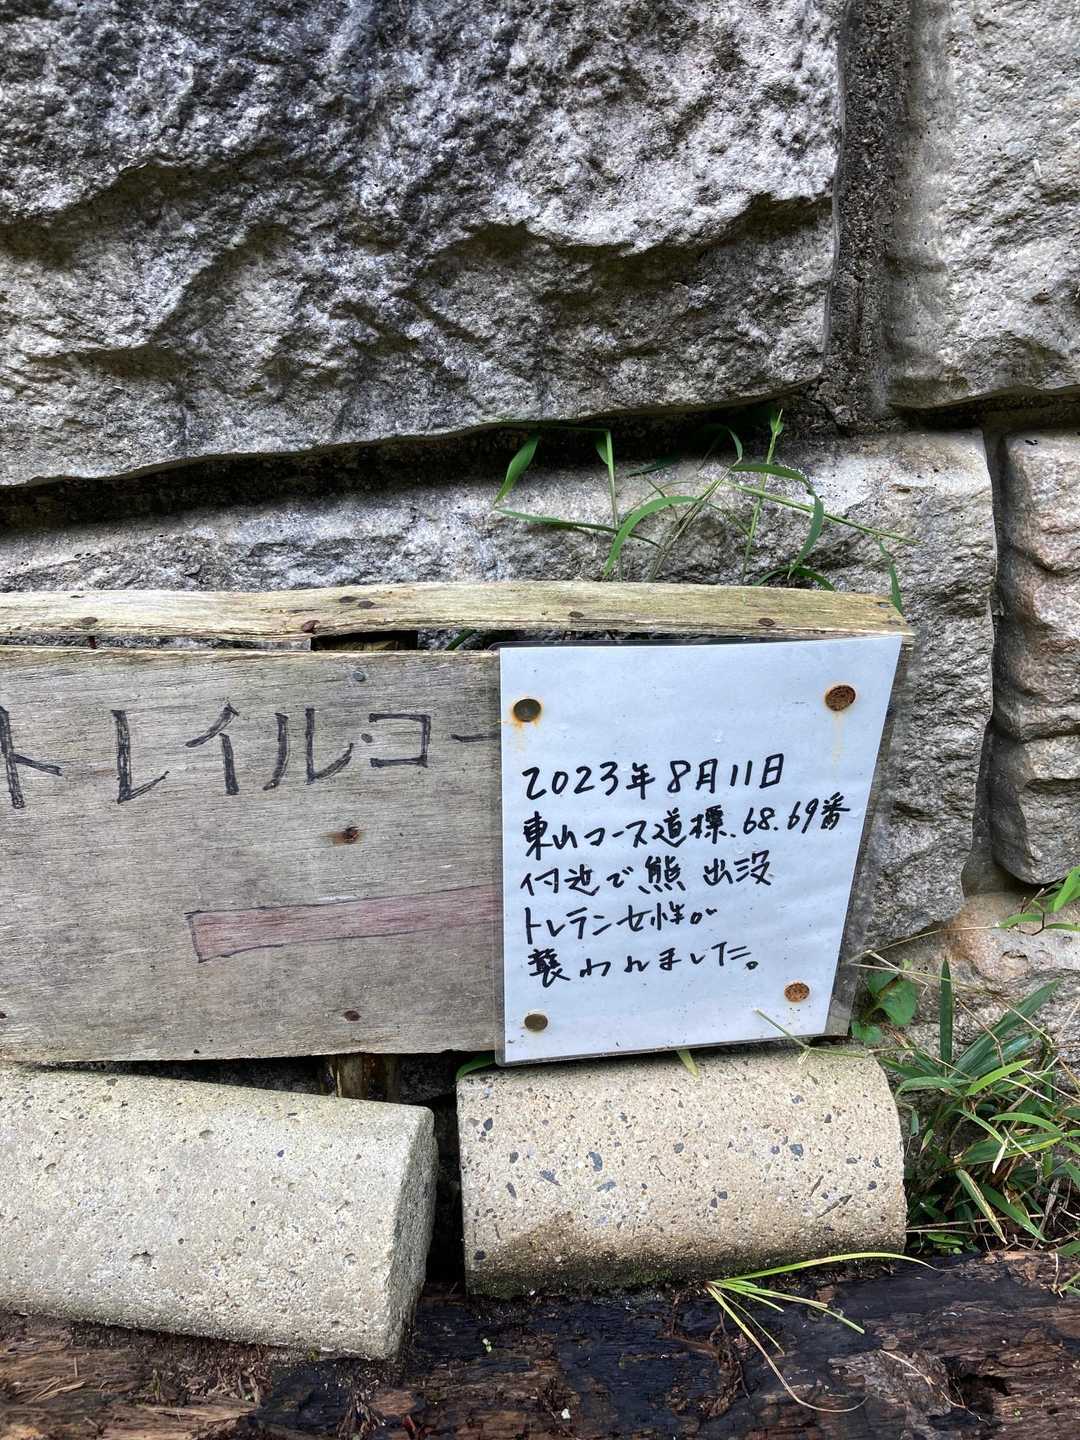 トレイル・コー
2023年8月11日
東山コース道標.68.69番
付近で熊 出没
トレラン女性が
襲われました。